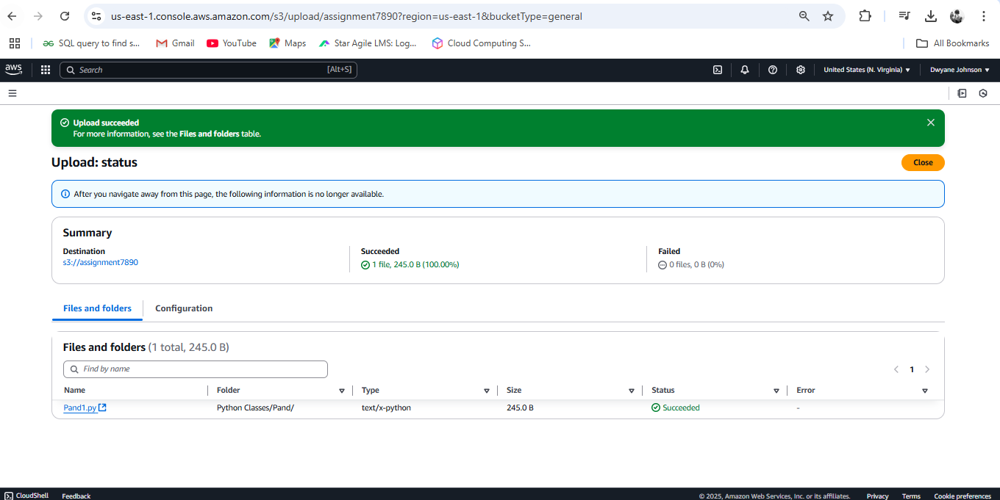 us-east-1.console.aws.amazon.com/s3/upload/assignment7890?region=us-east-1&bucketType=general
SQL query to find s... Gmail YouTube Maps Star Agile LMS: Log... Cloud Computing S... All Bookmarks
aws Search [Alt+S] United States (N. Virginia) Dwyane Johnson
Upload succeeded
For more information, see the Files and folders table.
Upload: status
Close
After you navigate away from this page, the following information is no longer available.
Summary
Destination Succeeded Failed
s3://assignment7890 1 file, 245.0 B (100.00%) 0 files, 0 B (0%)
Files and folders Configuration
Files and folders (1 total, 245.0 B)
Find by name 1
Name Folder Type Size Status Error
Pand1.py Python Classes/Pand/ text/x-python 245.0 B Succeeded -
CloudShell Feedback © 2025, Amazon Web Services, Inc. or its affiliates. Privacy Terms Cookie preferences